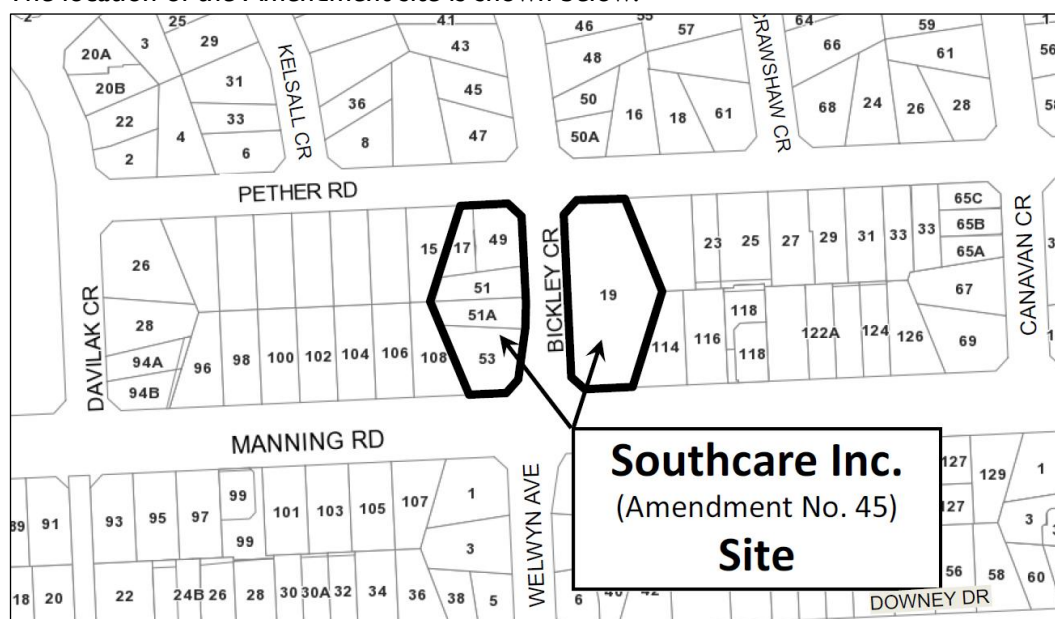 The location of the Amendment site is shown below.
25 41 46 57 64 59
20A 3 29 43 48 66 61 56
KELSALL CR
CRAWSHAW CR
20B 31 36 45 50 16 18 61 68 24 26 28
22 4 33 8 47 50A
2 6
PETHER RD
65C
26 15 17 49 23 25 27 29 31 33 33 65B
65A
BICKLEY CR
CANAVAN CR
DAVILAK CR
51 19 67
28 51A 118
94A 96 98 100 102 104 106 108 53 114 116 118 122A 124 126 69
94B
MANNING RD
Southcare Inc.
(Amendment No. 45)
Site
WELWYN AVE
99 107 1 127 129 1
91 93 95 97 101 103 105 127 3
99 3
18 20 22 24B 26 28 30 30A 32 34 36 38 5 6 56 58 60
DOWNEY DR